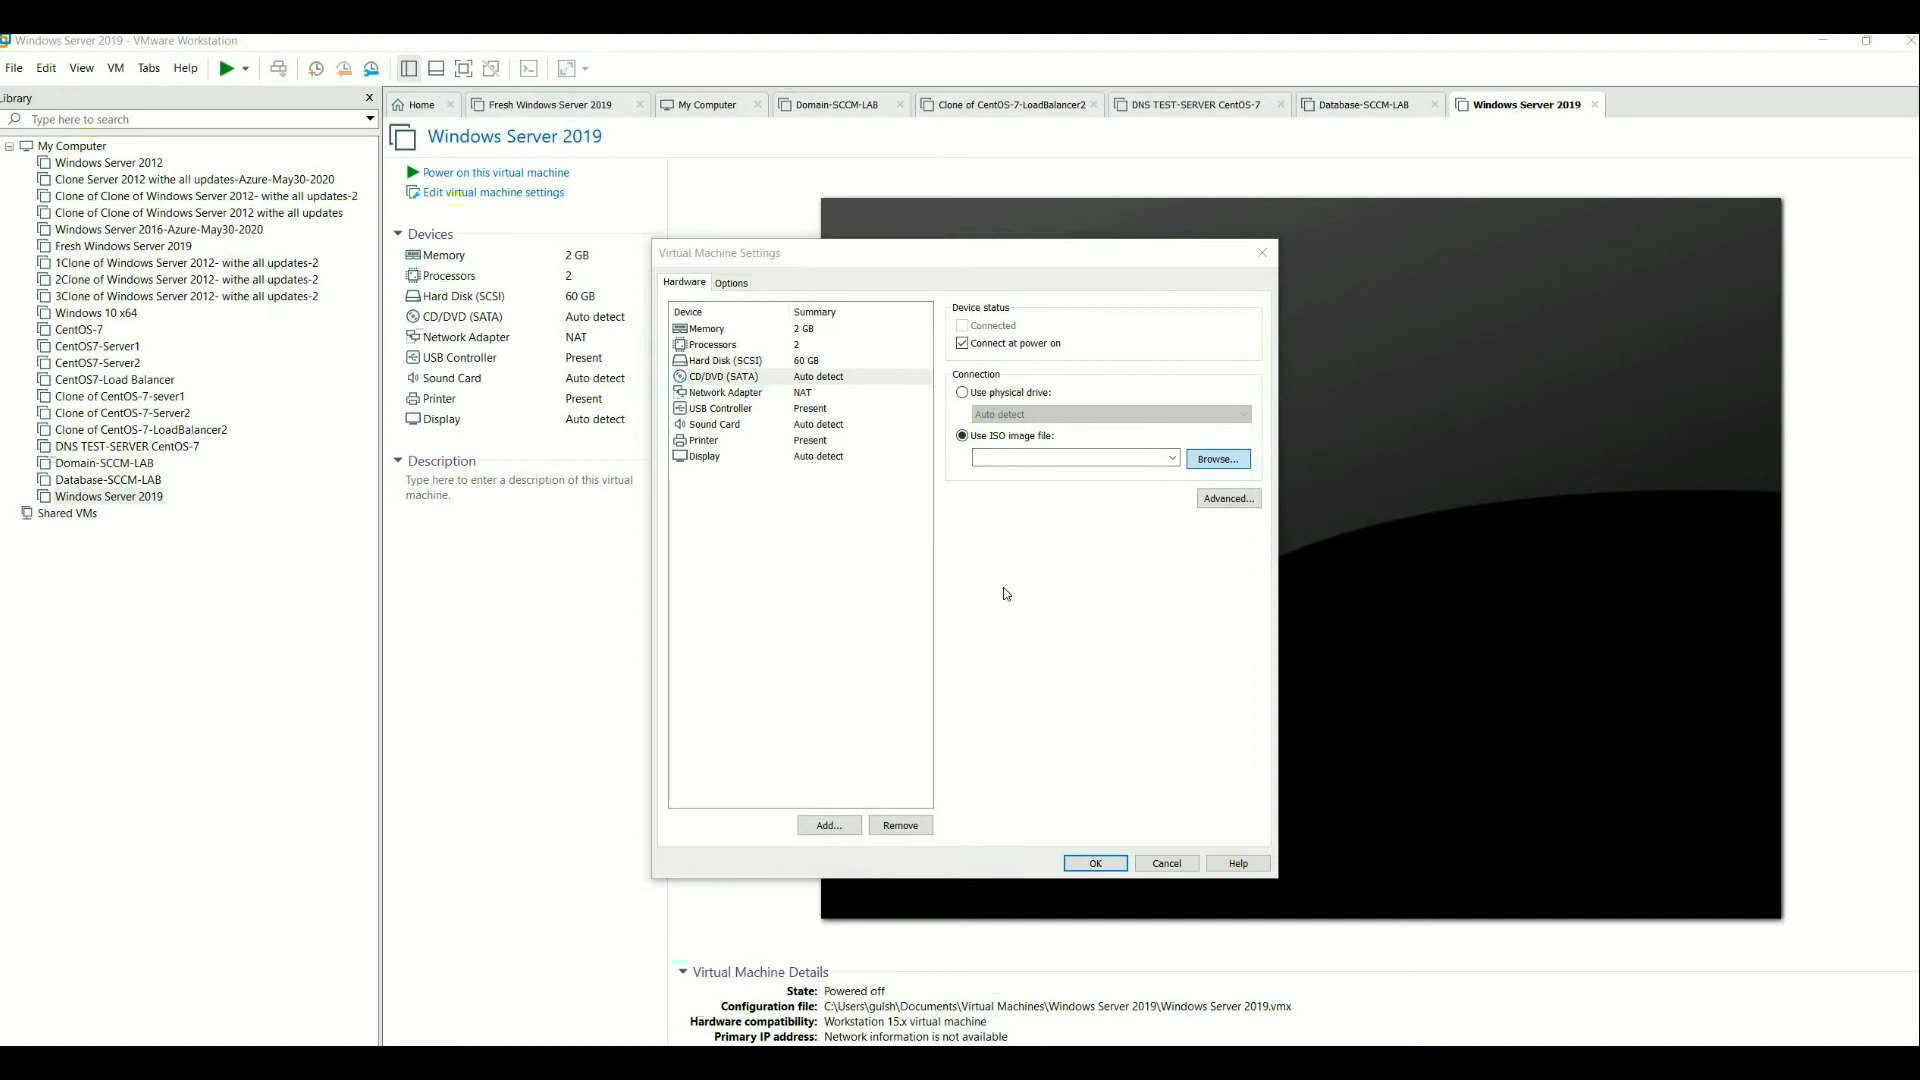 Windows Server 2019 - VMware Workstation
File Edit View VM Tabs Help
Library
Type here to search
My Computer
Windows Server 2012
Clone Server 2012 withe all updates-Azure-May30-2020
Clone of Clone of Windows Server 2012- withe all updates-2
Clone of Clone of Windows Server 2012 withe all updates
Windows Server 2016-Azure-May30-2020
Fresh Windows Server 2019
1Clone of Windows Server 2012- withe all updates-2
2Clone of Windows Server 2012- withe all updates-2
3Clone of Windows Server 2012- withe all updates-2
Windows 10 x64
CentOS-7
CentOS7-Server1
CentOS7-Server2
CentOS7-Load Balancer
Clone of CentOS-7-sever1
Clone of CentOS-7-Server2
Clone of CentOS-7-LoadBalancer2
DNS TEST-SERVER CentOS-7
Domain-SCCM-LAB
Database-SCCM-LAB
Windows Server 2019
Shared VMs
Home Fresh Windows Server 2019 My Computer Domain-SCCM-LAB Clone of CentOS-7-LoadBalancer2 DNS TEST-SERVER CentOS-7 Database-SCCM-LAB Windows Server 2019
Windows Server 2019
Power on this virtual machine
Edit virtual machine settings
Devices
Memory 2 GB
Processors 2
Hard Disk (SCSI) 60 GB
CD/DVD (SATA) Auto detect
Network Adapter NAT
USB Controller Present
Sound Card Auto detect
Printer Present
Display Auto detect
Description
Type here to enter a description of this virtual
machine.
Virtual Machine Settings
Hardware Options
Device Summary
Memory 2 GB
Processors 2
Hard Disk (SCSI) 60 GB
CD/DVD (SATA) Auto detect
Network Adapter NAT
USB Controller Present
Sound Card Auto detect
Printer Present
Display Auto detect
Add... Remove
Device status
Connected
Connect at power on
Connection
Use physical drive:
Auto detect
Use ISO image file:
Browse...
Advanced...
OK Cancel Help
Virtual Machine Details
State: Powered off
Configuration file: C:\Users\gulsh\Documents\Virtual Machines\Windows Server 2019\Windows Server 2019.vmx
Hardware compatibility: Workstation 15.x virtual machine
Primary IP address: Network information is not available